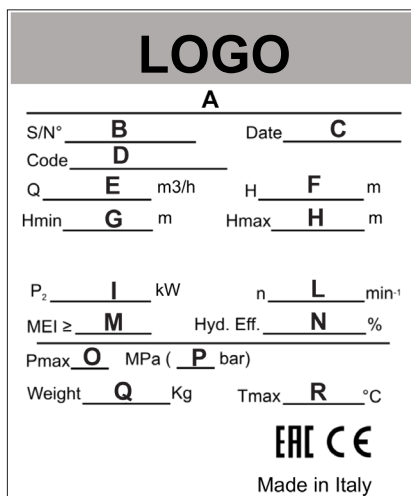 LOGO
A
S/N° B Date C
Code D
Q E m3/h H F m
Hmin G m Hmax H m
P₂ I kW n L min-¹
MEI ≥ M Hyd. Eff. N %
Pmax O MPa ( P bar)
Weight Q Kg Tmax R °C
EAC CE
Made in Italy